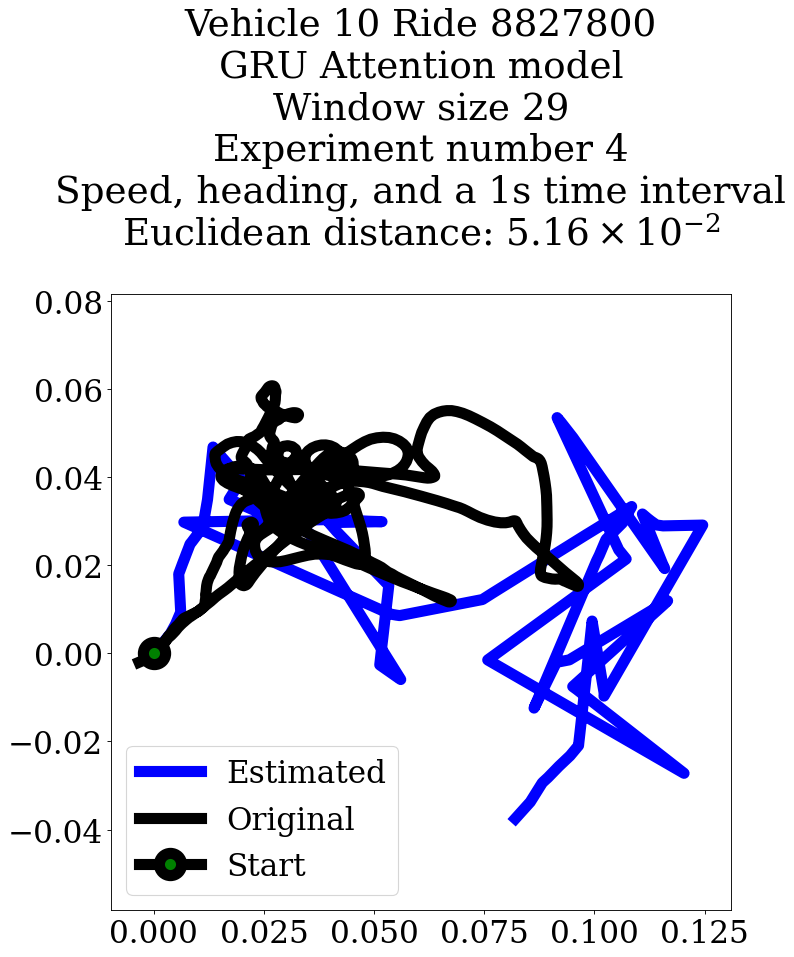 Vehicle 10 Ride 8827800
GRU Attention model
Window size 29
Experiment number 4
Speed, heading, and a 1s time interval
Euclidean distance: 5.16 × 10⁻²
0.08
0.06
0.04
0.02
0.00
−0.02
−0.04
Estimated
Original
Start
0.000 0.025 0.050 0.075 0.100 0.125